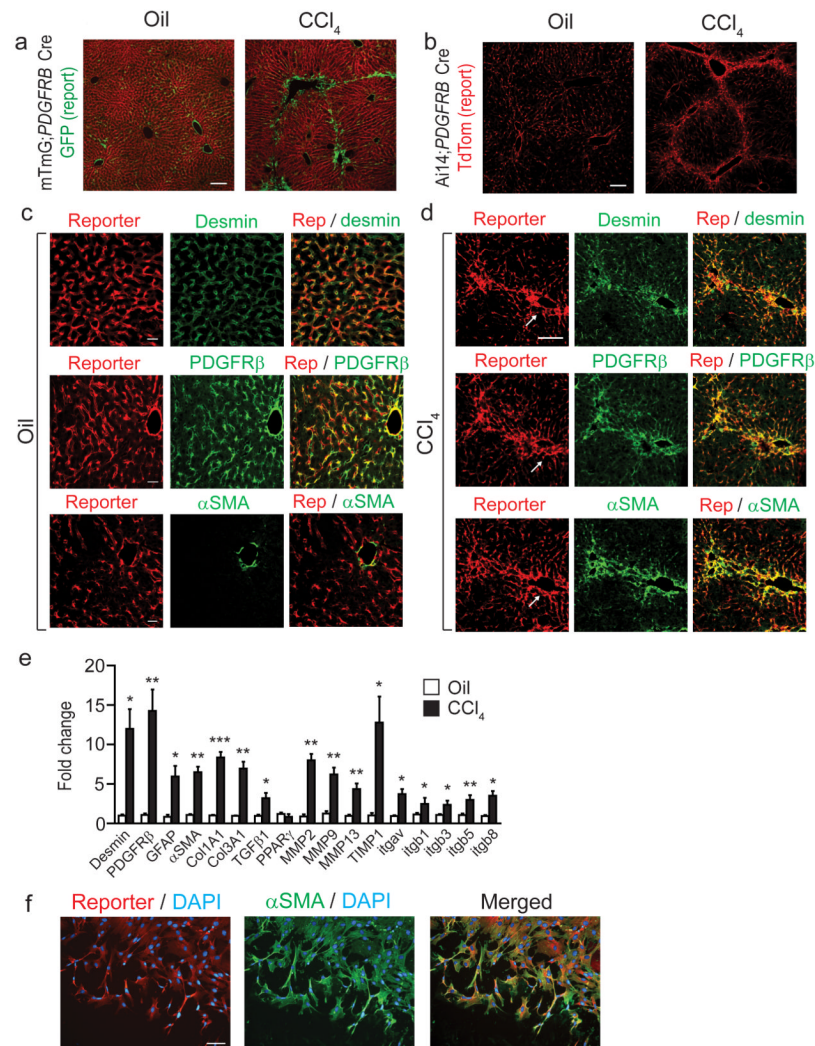 a
Oil
CCl₄
mTmG;PDGFRB Cre
GFP (report)
b
Oil
CCl₄
Ai14;PDGFRB Cre
TdTom (report)
c
Oil
Reporter
Desmin
Rep / desmin
Reporter
PDGFRβ
Rep / PDGFRβ
Reporter
αSMA
Rep / αSMA
d
CCl₄
Reporter
Desmin
Rep / desmin
Reporter
PDGFRβ
Rep / PDGFRβ
Reporter
αSMA
Rep / αSMA
e
Fold change
20
15
10
5
0
* ** * ** *** ** * ** ** ** * * * * ** *
Oil
CCl₄
Desmin
PDGFRβ
GFAP
αSMA
Col1A1
Col3A1
TGFβ1
PPARγ
MMP2
MMP9
MMP13
TIMP1
itgav
itgb1
itgb3
itgb5
itgb8
f
Reporter / DAPI
αSMA / DAPI
Merged